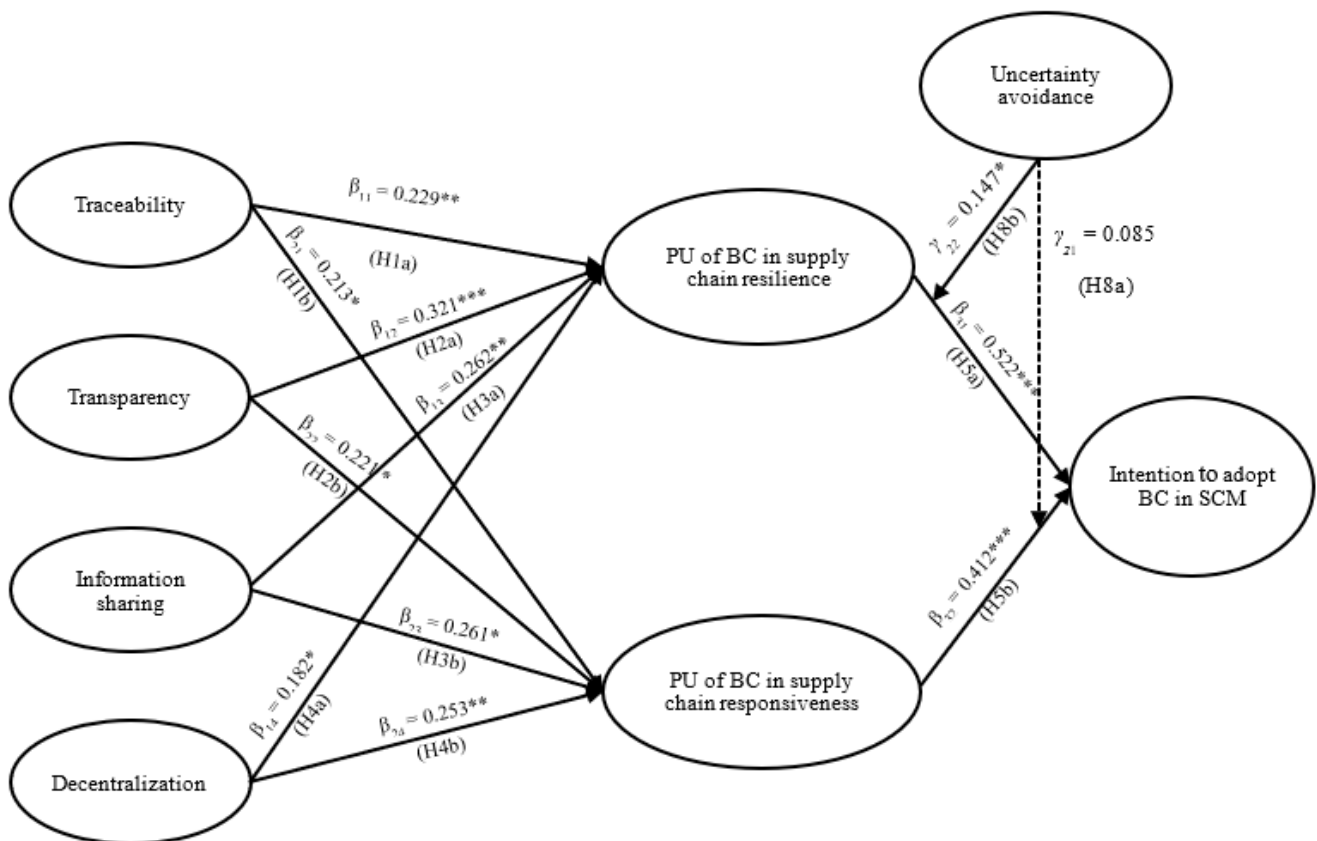 Uncertainty
avoidance
Traceability
β₁₁ = 0.229**
(H1a)
β₂₁ = 0.213*
(H1b)
PU of BC in supply
chain resilience
γ₂₂ = 0.147*
(H8b)
γ₂₁ = 0.085
(H8a)
Transparency
β₁₂ = 0.321***
(H2a)
β₂₂ = 0.221*
(H2b)
β₁₃ = 0.262**
(H3a)
β₃₁ = 0.522***
(H5a)
Intention to adopt
BC in SCM
Information
sharing
β₂₃ = 0.261*
(H3b)
β₃₂ = 0.412***
(H5b)
PU of BC in supply
chain responsiveness
Decentralization
β₁₄ = 0.182*
(H4a)
β₂₄ = 0.253**
(H4b)